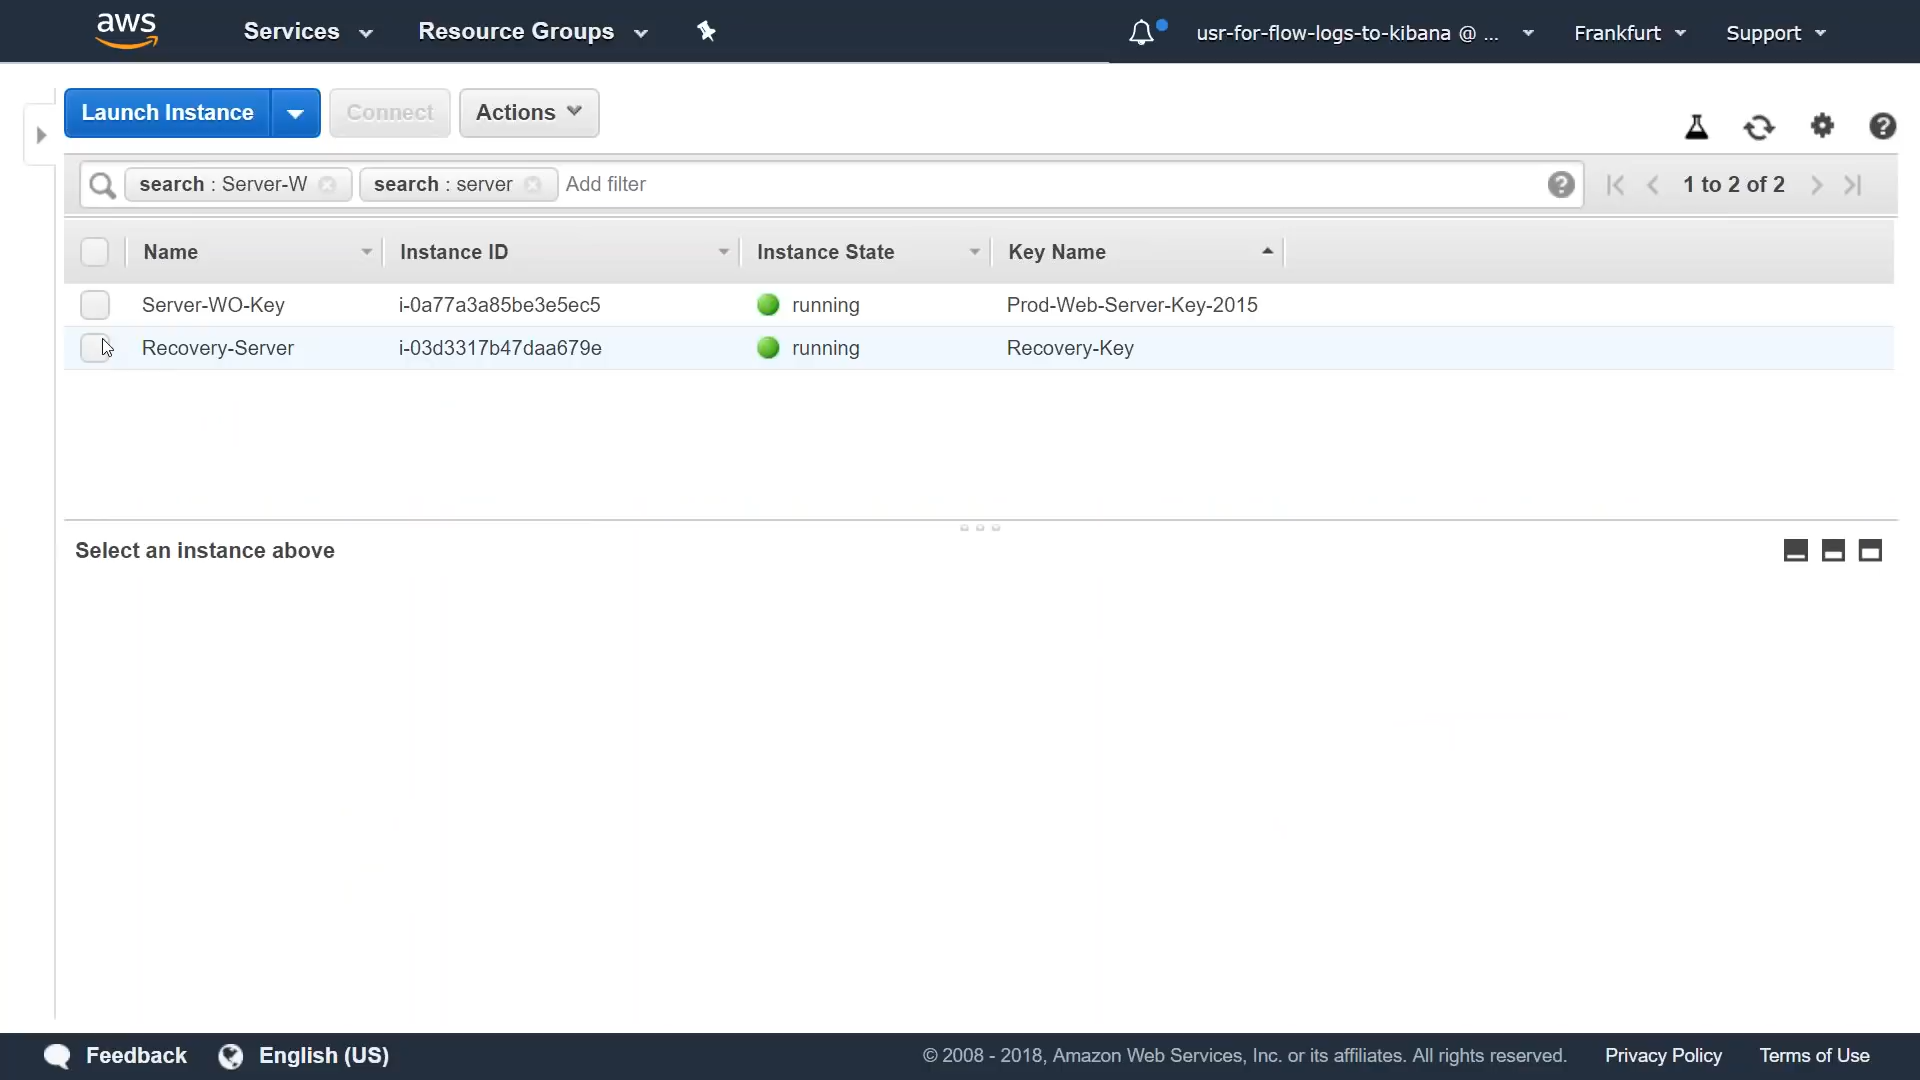 aws Services Resource Groups usr-for-flow-logs-to-kibana @ ... Frankfurt Support
Launch Instance Connect Actions
search : Server-W search : server Add filter 1 to 2 of 2
Name Instance ID Instance State Key Name
Server-WO-Key i-0a77a3a85be3e5ec5 running Prod-Web-Server-Key-2015
Recovery-Server i-03d3317b47daa679e running Recovery-Key
Select an instance above
Feedback English (US) © 2008 - 2018, Amazon Web Services, Inc. or its affiliates. All rights reserved. Privacy Policy Terms of Use